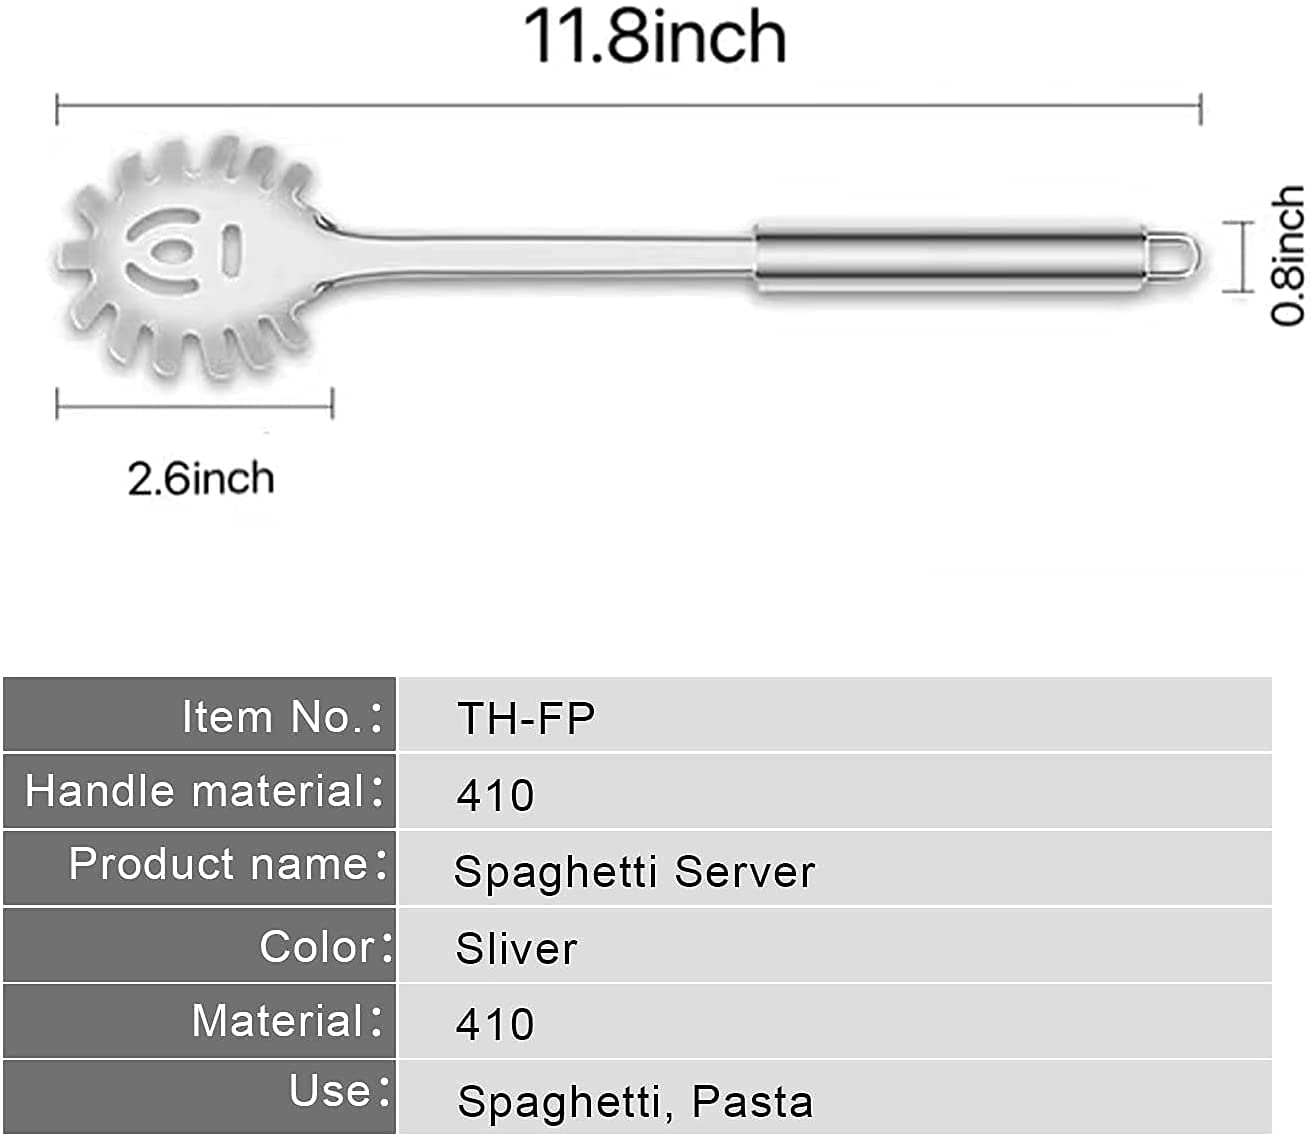 11.8inch
0.8inch
2.6inch
Item No.: TH-FP
Handle material: 410
Product name: Spaghetti Server
Color: Sliver
Material: 410
Use: Spaghetti, Pasta